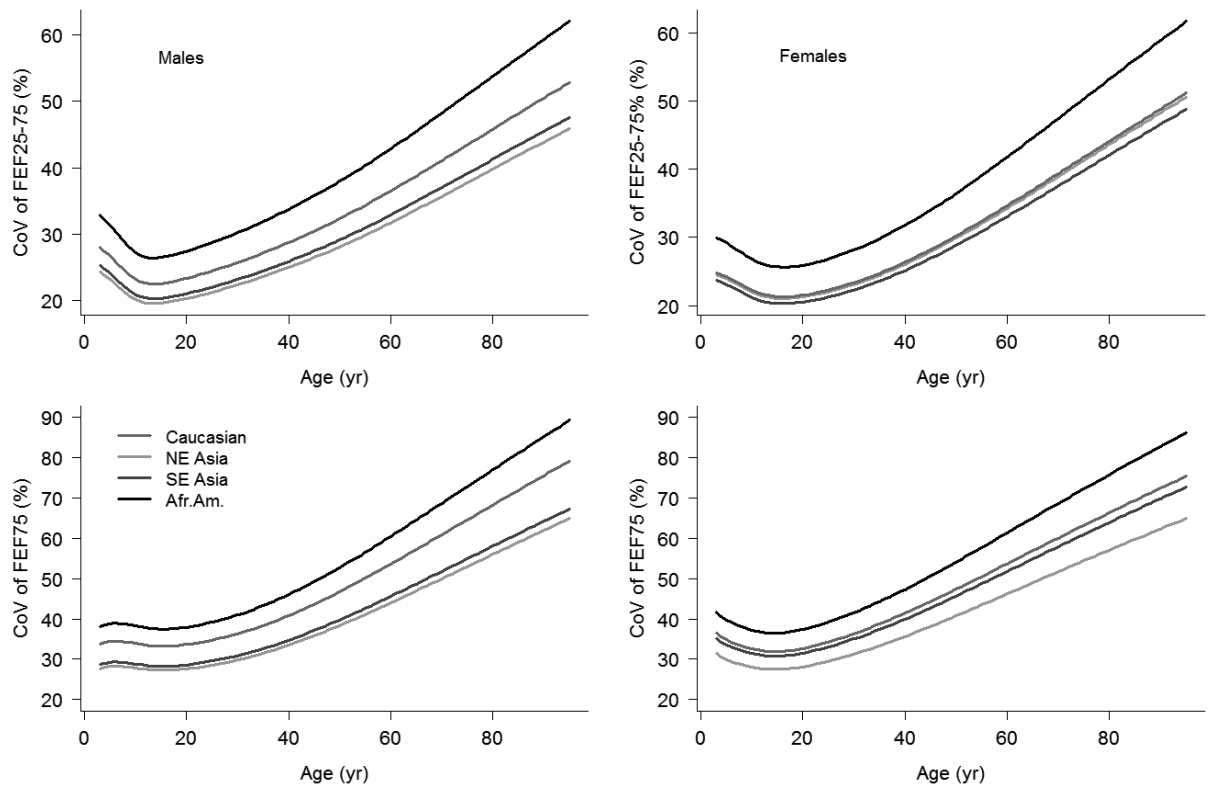 Males
CoV of FEF25-75 (%)
60
50
40
30
20
0 20 40 60 80
Age (yr)
Females
CoV of FEF25-75% (%)
60
50
40
30
20
0 20 40 60 80
Age (yr)
Caucasian
NE Asia
SE Asia
Afr.Am.
CoV of FEF75 (%)
90
80
70
60
50
40
30
20
0 20 40 60 80
Age (yr)
CoV of FEF75 (%)
90
80
70
60
50
40
30
20
0 20 40 60 80
Age (yr)